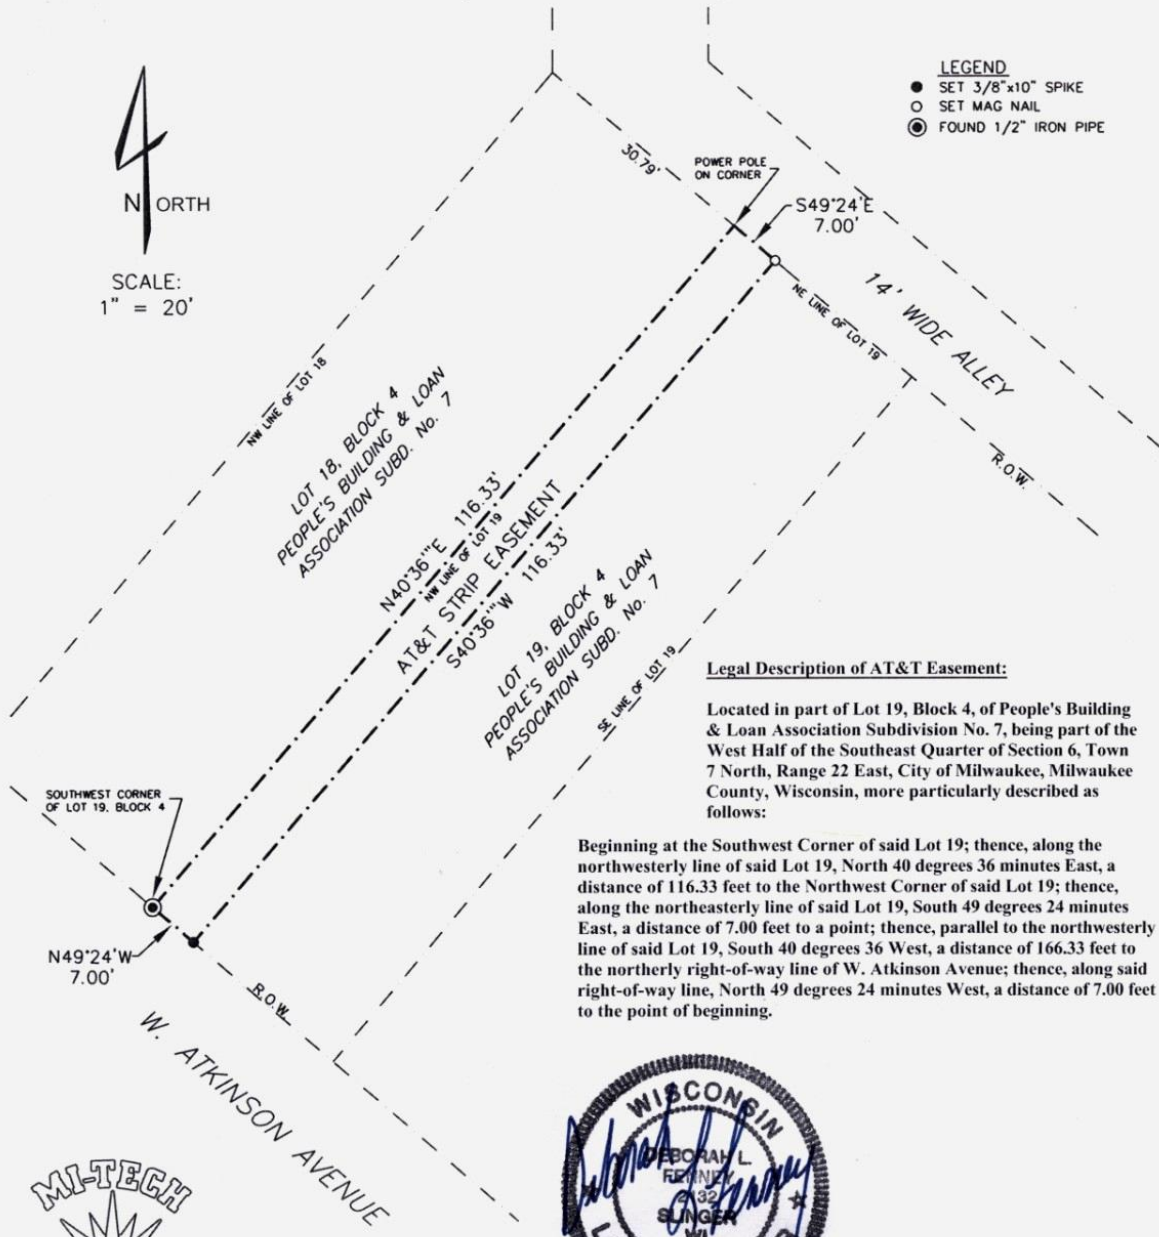 LEGEND
SET 3/8"x10" SPIKE
SET MAG NAIL
FOUND 1/2" IRON PIPE
NORTH
SCALE:
1" = 20'
30.79'
POWER POLE
ON CORNER
S49°24'E
7.00'
14' WIDE ALLEY
NE LINE OF LOT 19
R.O.W.
NW LINE OF LOT 18
LOT 18, BLOCK 4
PEOPLE'S BUILDING & LOAN
ASSOCIATION SUBD. No. 7
N40°36'"E 116.33'
NW LINE OF LOT 19
AT&T STRIP EASEMENT
S40°36'"W 116.33'
LOT 19, BLOCK 4
PEOPLE'S BUILDING & LOAN
ASSOCIATION SUBD. No. 7
SE LINE OF LOT 19
SOUTHWEST CORNER
OF LOT 19, BLOCK 4
N49°24'W
7.00'
R.O.W.
W. ATKINSON AVENUE
Legal Description of AT&T Easement:
Located in part of Lot 19, Block 4, of People's Building
& Loan Association Subdivision No. 7, being part of the
West Half of the Southeast Quarter of Section 6, Town
7 North, Range 22 East, City of Milwaukee, Milwaukee
County, Wisconsin, more particularly described as
follows:
Beginning at the Southwest Corner of said Lot 19; thence, along the
northwesterly line of said Lot 19, North 40 degrees 36 minutes East, a
distance of 116.33 feet to the Northwest Corner of said Lot 19; thence,
along the northeasterly line of said Lot 19, South 49 degrees 24 minutes
East, a distance of 7.00 feet to a point; thence, parallel to the northwesterly
line of said Lot 19, South 40 degrees 36 West, a distance of 166.33 feet to
the northerly right-of-way line of W. Atkinson Avenue; thence, along said
right-of-way line, North 49 degrees 24 minutes West, a distance of 7.00 feet
to the point of beginning.
MI-TECH
WISCONSIN
DEBORAH L.
FENNEY
SLINGER
WI
Deborah L Fenney